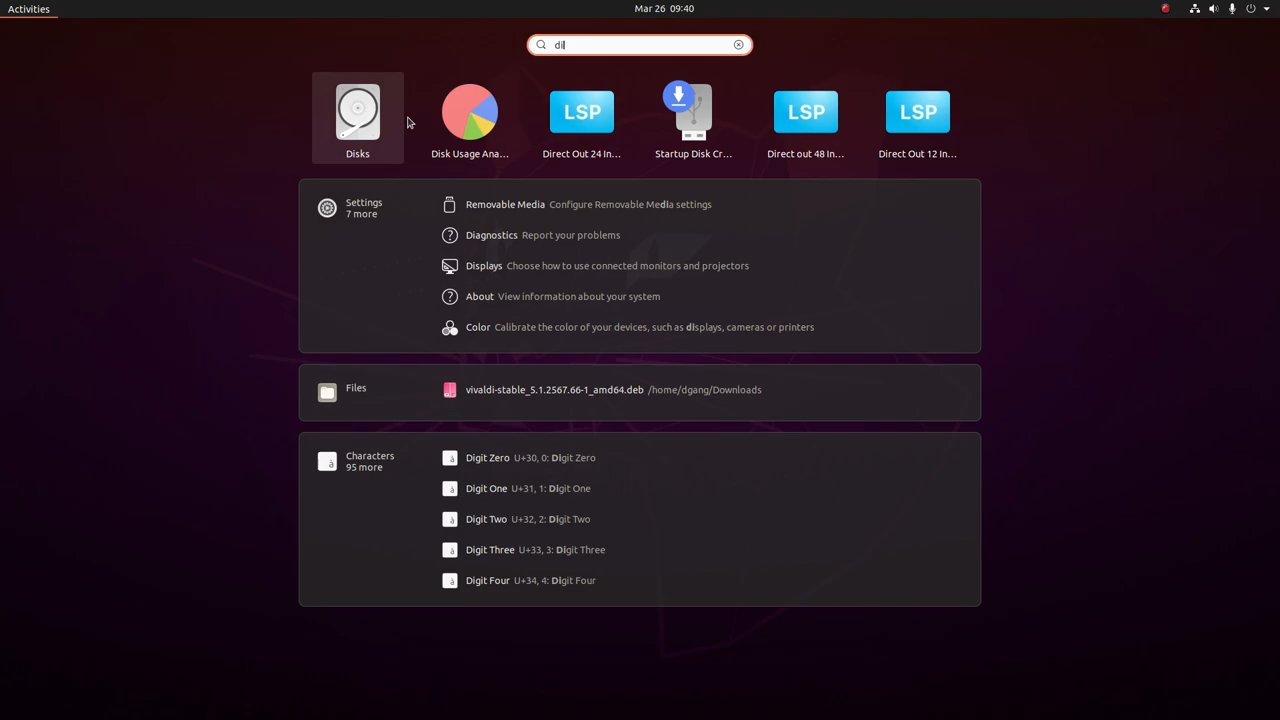 Activities
Mar 26 09:40
di
LSP
LSP
LSP
Disks
Disk Usage Ana...
Direct Out 24 In...
Startup Disk Cr...
Direct out 48 In...
Direct Out 12 In...
Settings
7 more
Removable Media Configure Removable Media settings
Diagnostics Report your problems
Displays Choose how to use connected monitors and projectors
About View information about your system
Color Calibrate the color of your devices, such as displays, cameras or printers
Files
vivaldi-stable_5.1.2567.66-1_amd64.deb /home/dgang/Downloads
Characters
95 more
à
à Digit Zero U+30, 0: Digit Zero
à Digit One U+31, 1: Digit One
à Digit Two U+32, 2: Digit Two
à Digit Three U+33, 3: Digit Three
à Digit Four U+34, 4: Digit Four